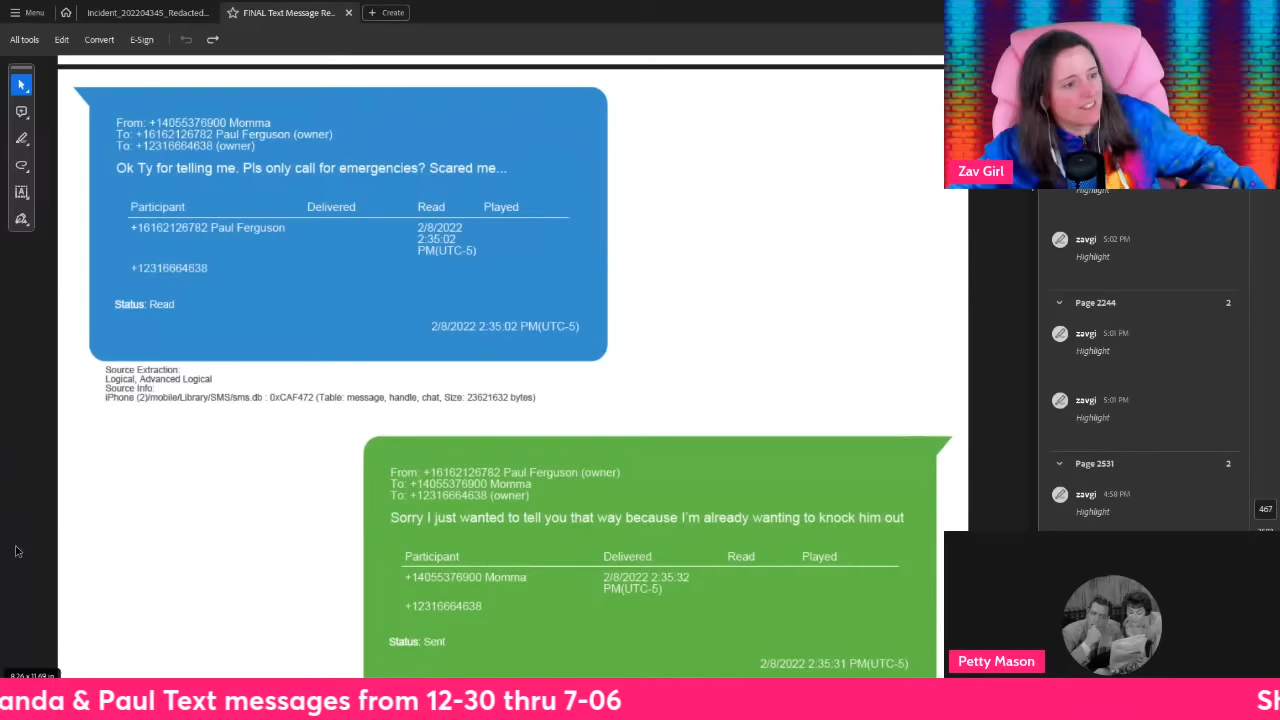 Menu
Incident_202204345_Redacted...
FINAL Text Message Re...
Create
All tools
Edit
Convert
E-Sign
From: +14055376900 Momma
To: +16162126782 Paul Ferguson (owner)
To: +12316664638 (owner)
Ok Ty for telling me. Pls only call for emergencies? Scared me...
Participant Delivered Read Played
+16162126782 Paul Ferguson 2/8/2022
2:35:02
PM(UTC-5)
+12316664638
Status: Read
2/8/2022 2:35:02 PM(UTC-5)
Source Extraction:
Logical, Advanced Logical
Source Info:
iPhone (2)/mobile/Library/SMS/sms.db : 0xCAF472 (Table: message, handle, chat, Size: 23621632 bytes)
From: +16162126782 Paul Ferguson (owner)
To: +14055376900 Momma
To: +12316664638 (owner)
Sorry I just wanted to tell you that way because I'm already wanting to knock him out
Participant Delivered Read Played
+14055376900 Momma 2/8/2022 2:35:32
PM(UTC-5)
+12316664638
Status: Sent
2/8/2022 2:35:31 PM(UTC-5)
8.26 x 11.69 in
Zav Girl
Highlight
zavgi 5:02 PM
Highlight
Page 2244 2
zavgi 5:01 PM
Highlight
zavgi 5:01 PM
Highlight
Page 2531 2
zavgi 4:58 PM
Highlight
467
Petty Mason
anda & Paul Text messages from 12-30 thru 7-06
Sh